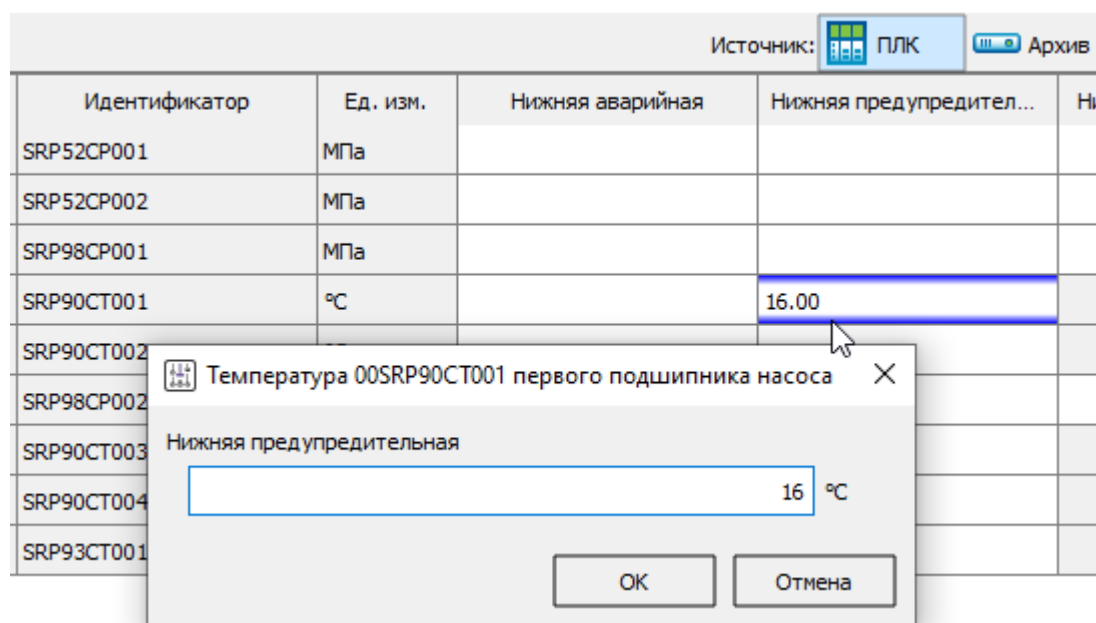 Источник: ПЛК Архив
Идентификатор Ед. изм. Нижняя аварийная Нижняя предупредител...
SRP52CP001 МПа
SRP52CP002 МПа
SRP98CP001 МПа
SRP90CT001 °C 16.00
SRP90CT002
SRP98CP002
SRP90CT003
SRP90CT004
SRP93CT001
Температура 00SRP90CT001 первого подшипника насоса
Нижняя предупредительная
16 °C
OK Отмена